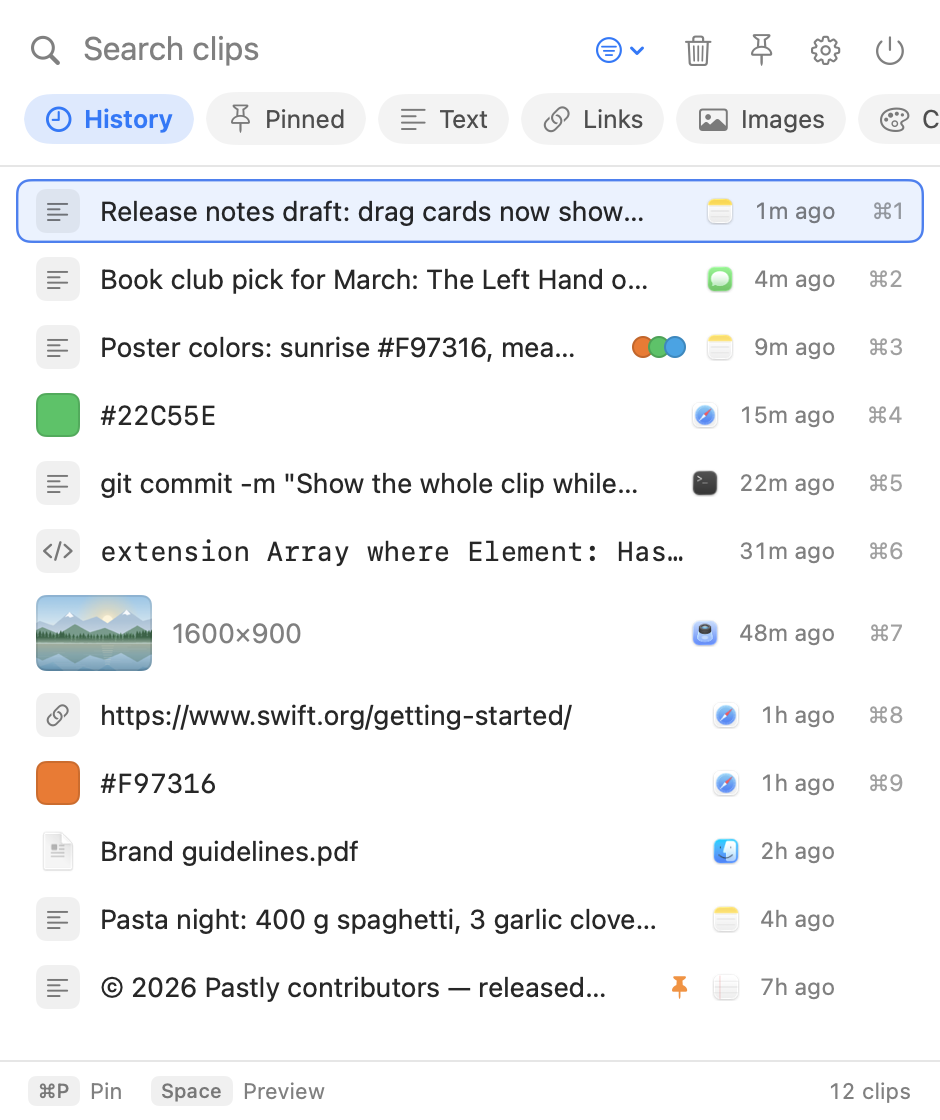 Search clips
History Pinned Text Links Images C
Release notes draft: drag cards now show... 1m ago ⌘1
Book club pick for March: The Left Hand o... 4m ago ⌘2
Poster colors: sunrise #F97316, mea... 9m ago ⌘3
#22C55E 15m ago ⌘4
git commit -m "Show the whole clip while... 22m ago ⌘5
</> extension Array where Element: Has… 31m ago ⌘6
1600×900 48m ago ⌘7
https://www.swift.org/getting-started/ 1h ago ⌘8
#F97316 1h ago ⌘9
Brand guidelines.pdf 2h ago
Pasta night: 400 g spaghetti, 3 garlic clove... 4h ago
© 2026 Pastly contributors — released... 7h ago
⌘P Pin Space Preview 12 clips